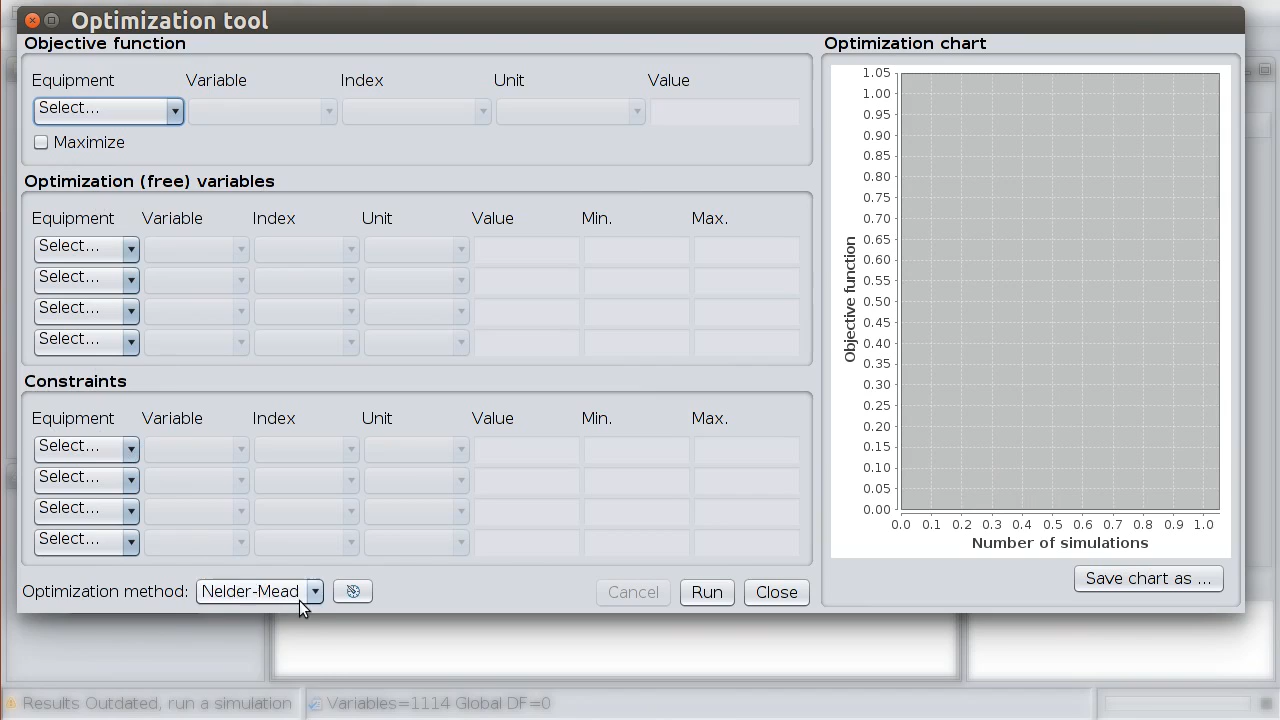 Optimization tool
Objective function
Equipment Variable Index Unit Value
Select...
Maximize
Optimization (free) variables
Equipment Variable Index Unit Value Min. Max.
Select...
Select...
Select...
Select...
Constraints
Equipment Variable Index Unit Value Min. Max.
Select...
Select...
Select...
Select...
Optimization method: Nelder-Mead Cancel Run Close
Optimization chart
1.05
1.00
0.95
0.90
0.85
0.80
0.75
0.70
0.65
0.60
0.55
0.50
0.45
0.40
0.35
0.30
0.25
0.20
0.15
0.10
0.05
0.00
Objective function
0.0 0.1 0.2 0.3 0.4 0.5 0.6 0.7 0.8 0.9 1.0
Number of simulations
Save chart as ...
Results Outdated, run a simulation Variables=1114 Global DF=0